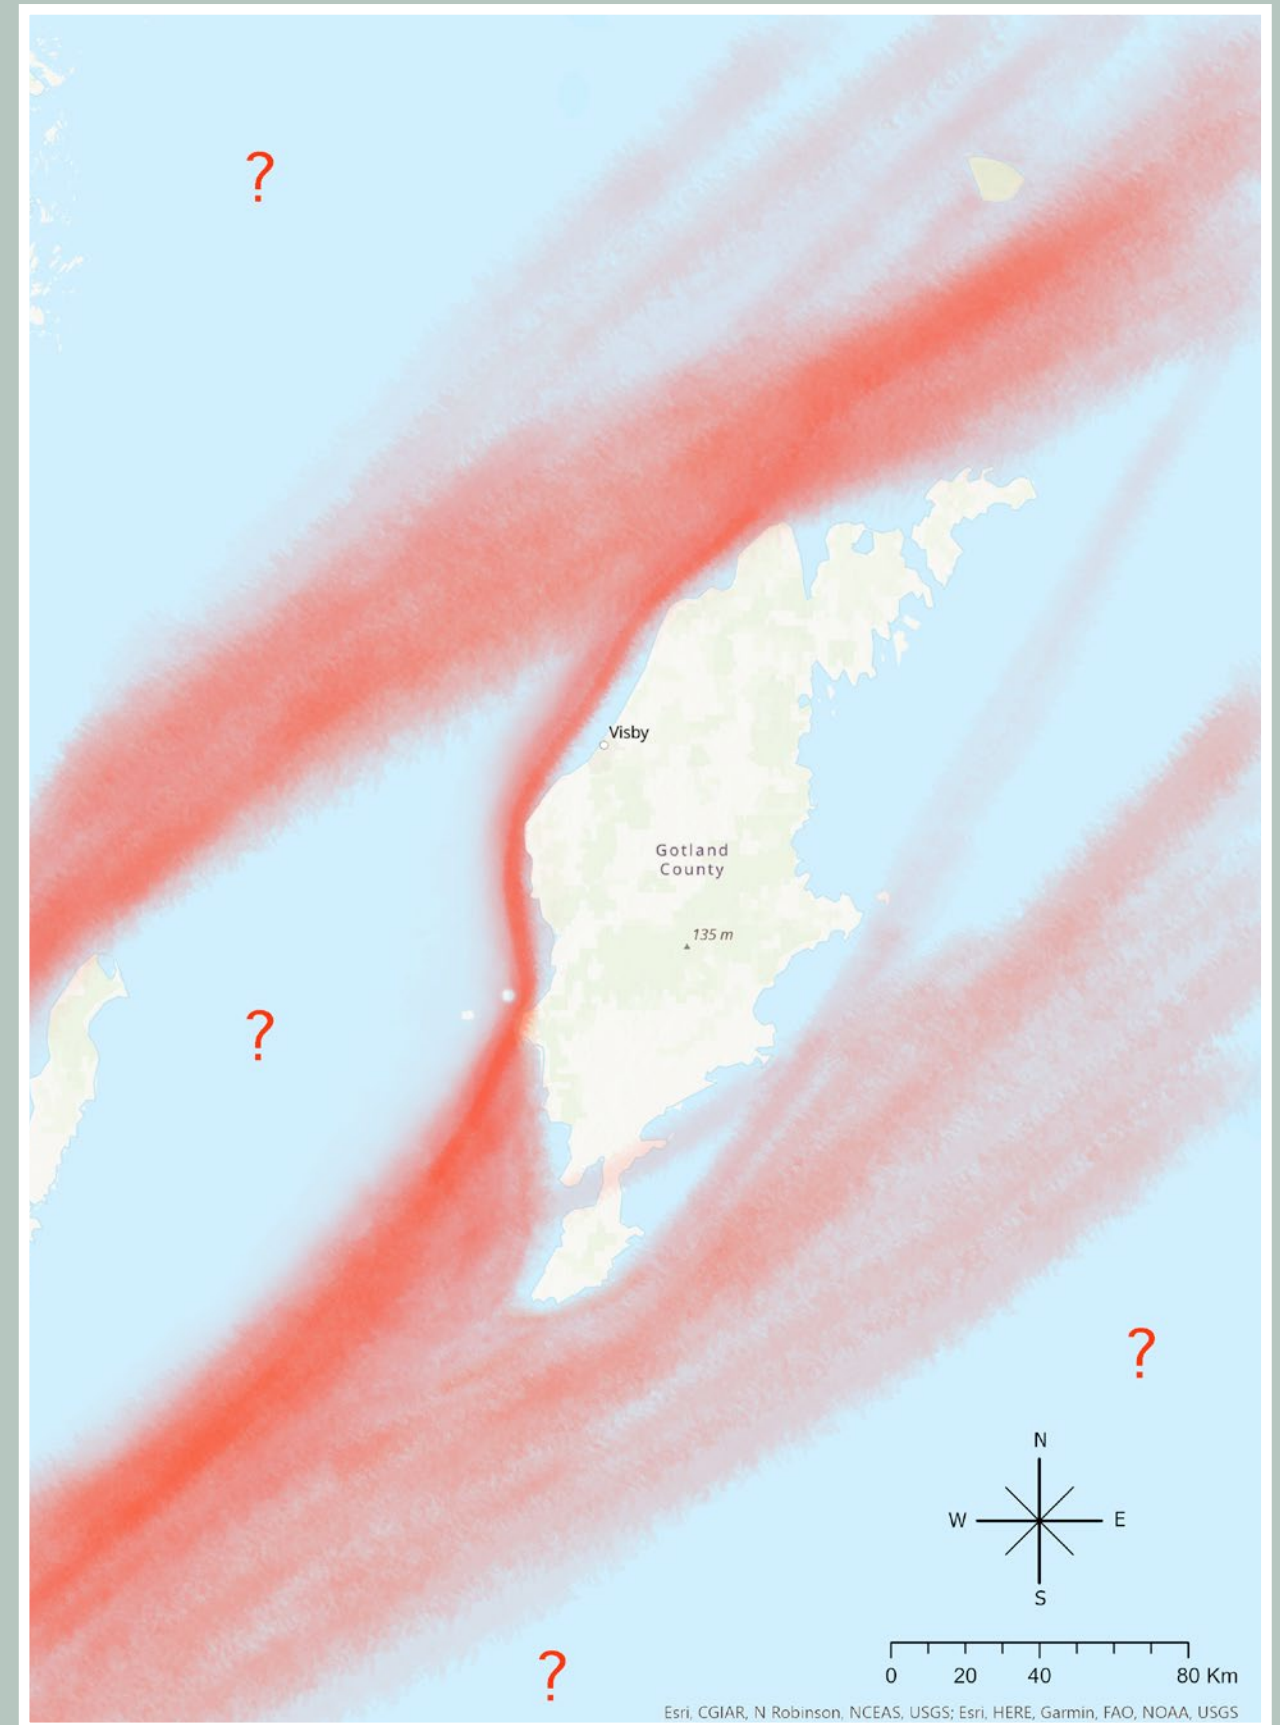 ?
Visby
Gotland
County
135 m
?
?
N
W E
S
0 20 40 80 Km
?
Esri, CGIAR, N Robinson, NCEAS, USGS; Esri, HERE, Garmin, FAO, NOAA, USGS